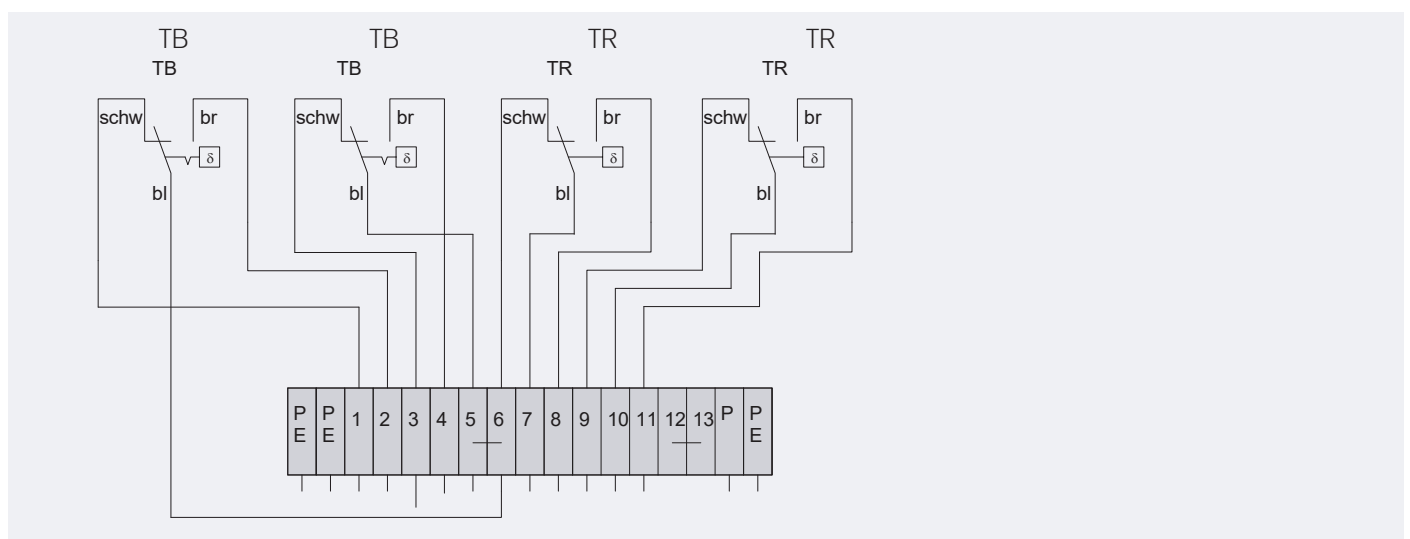 TB TB TR TR
TB TB TR TR
schw br schw br schw br schw br
δ δ δ δ
bl bl bl bl
P P 1 2 3 4 5 6 7 8 9 10 11 12 13 P P
E E E